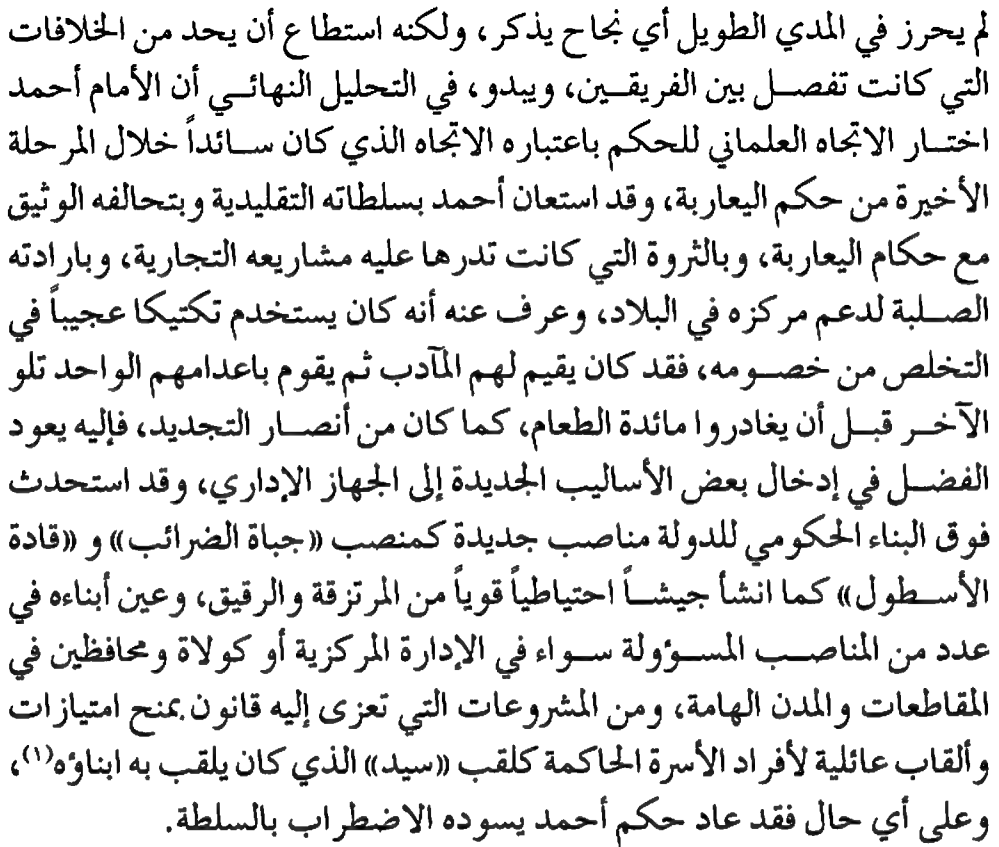 لم يحرز في المدي الطويل أي نجاح يذكر، ولكنه استطاع أن يحد من الخلافات
التي كانت تفصل بين الفريقين، ويبدو، في التحليل النهائي أن الأمام أحمد
اختار الاتجاه العلماني للحكم باعتباره الاتجاه الذي كان سائداً خلال المرحلة
الأخيرة من حكم اليعاربة، وقد استعان أحمد بسلطاته التقليدية وبتحالفه الوثيق
مع حكام اليعاربة، وبالثروة التي كانت تدرها عليه مشاريعه التجارية، وبارادته
الصلبة لدعم مركزه في البلاد، وعرف عنه أنه كان يستخدم تكتيكا عجيباً في
التخلص من خصومه، فقد كان يقيم لهم المآدب ثم يقوم باعدامهم الواحد تلو
الآخر قبل أن يغادروا مائدة الطعام، كما كان من أنصار التجديد، فإليه يعود
الفضل في إدخال بعض الأساليب الجديدة إلى الجهاز الإداري، وقد استحدث
فوق البناء الحكومي للدولة مناصب جديدة كمنصب «جباة الضرائب» و «قادة
الأسطول» كما انشأ جيشاً احتياطياً قوياً من المرتزقة والرقيق، وعين أبناءه في
عدد من المناصب المسؤولة سواء في الإدارة المركزية أو كولاة ومحافظين في
المقاطعات والمدن الهامة، ومن المشروعات التي تعزى إليه قانون بمنح امتيازات
وألقاب عائلية لأفراد الأسرة الحاكمة كلقب «سيد» الذي كان يلقب به ابناؤه(١)،
وعلى أي حال فقد عاد حكم أحمد يسوده الاضطراب بالسلطة.